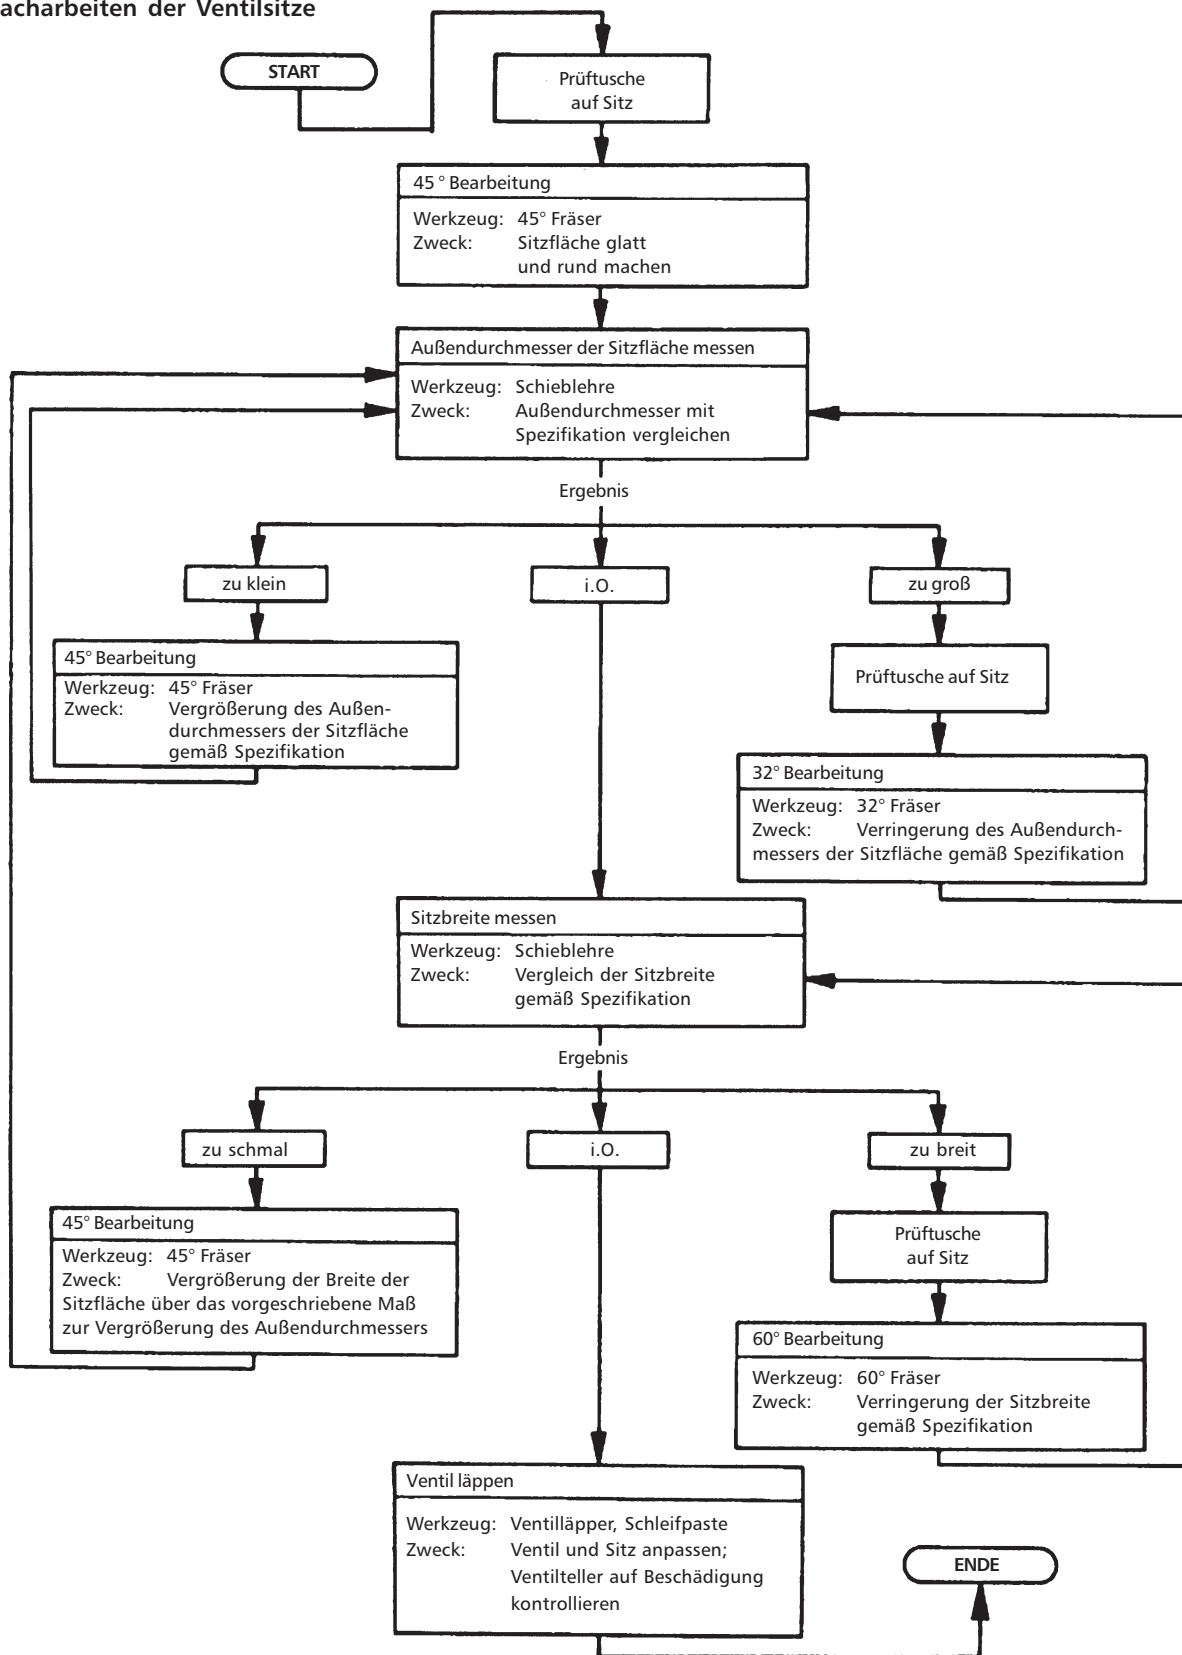 acharbeiten der Ventilsitze
START
Prüftusche
auf Sitz
45° Bearbeitung
Werkzeug: 45° Fräser
Zweck: Sitzfläche glatt
und rund machen
Außendurchmesser der Sitzfläche messen
Werkzeug: Schieblehre
Zweck: Außendurchmesser mit
Spezifikation vergleichen
Ergebnis
zu klein
i.O.
zu groß
45° Bearbeitung
Werkzeug: 45° Fräser
Zweck: Vergrößerung des Außen-
durchmessers der Sitzfläche
gemäß Spezifikation
Prüftusche auf Sitz
32° Bearbeitung
Werkzeug: 32° Fräser
Zweck: Verringerung des Außendurch-
messers der Sitzfläche gemäß Spezifikation
Sitzbreite messen
Werkzeug: Schieblehre
Zweck: Vergleich der Sitzbreite
gemäß Spezifikation
Ergebnis
zu schmal
i.O.
zu breit
45° Bearbeitung
Werkzeug: 45° Fräser
Zweck: Vergrößerung der Breite der
Sitzfläche über das vorgeschriebene Maß
zur Vergrößerung des Außendurchmessers
Prüftusche
auf Sitz
60° Bearbeitung
Werkzeug: 60° Fräser
Zweck: Verringerung der Sitzbreite
gemäß Spezifikation
Ventil läppen
Werkzeug: Ventilläpper, Schleifpaste
Zweck: Ventil und Sitz anpassen;
Ventilteller auf Beschädigung
kontrollieren
ENDE